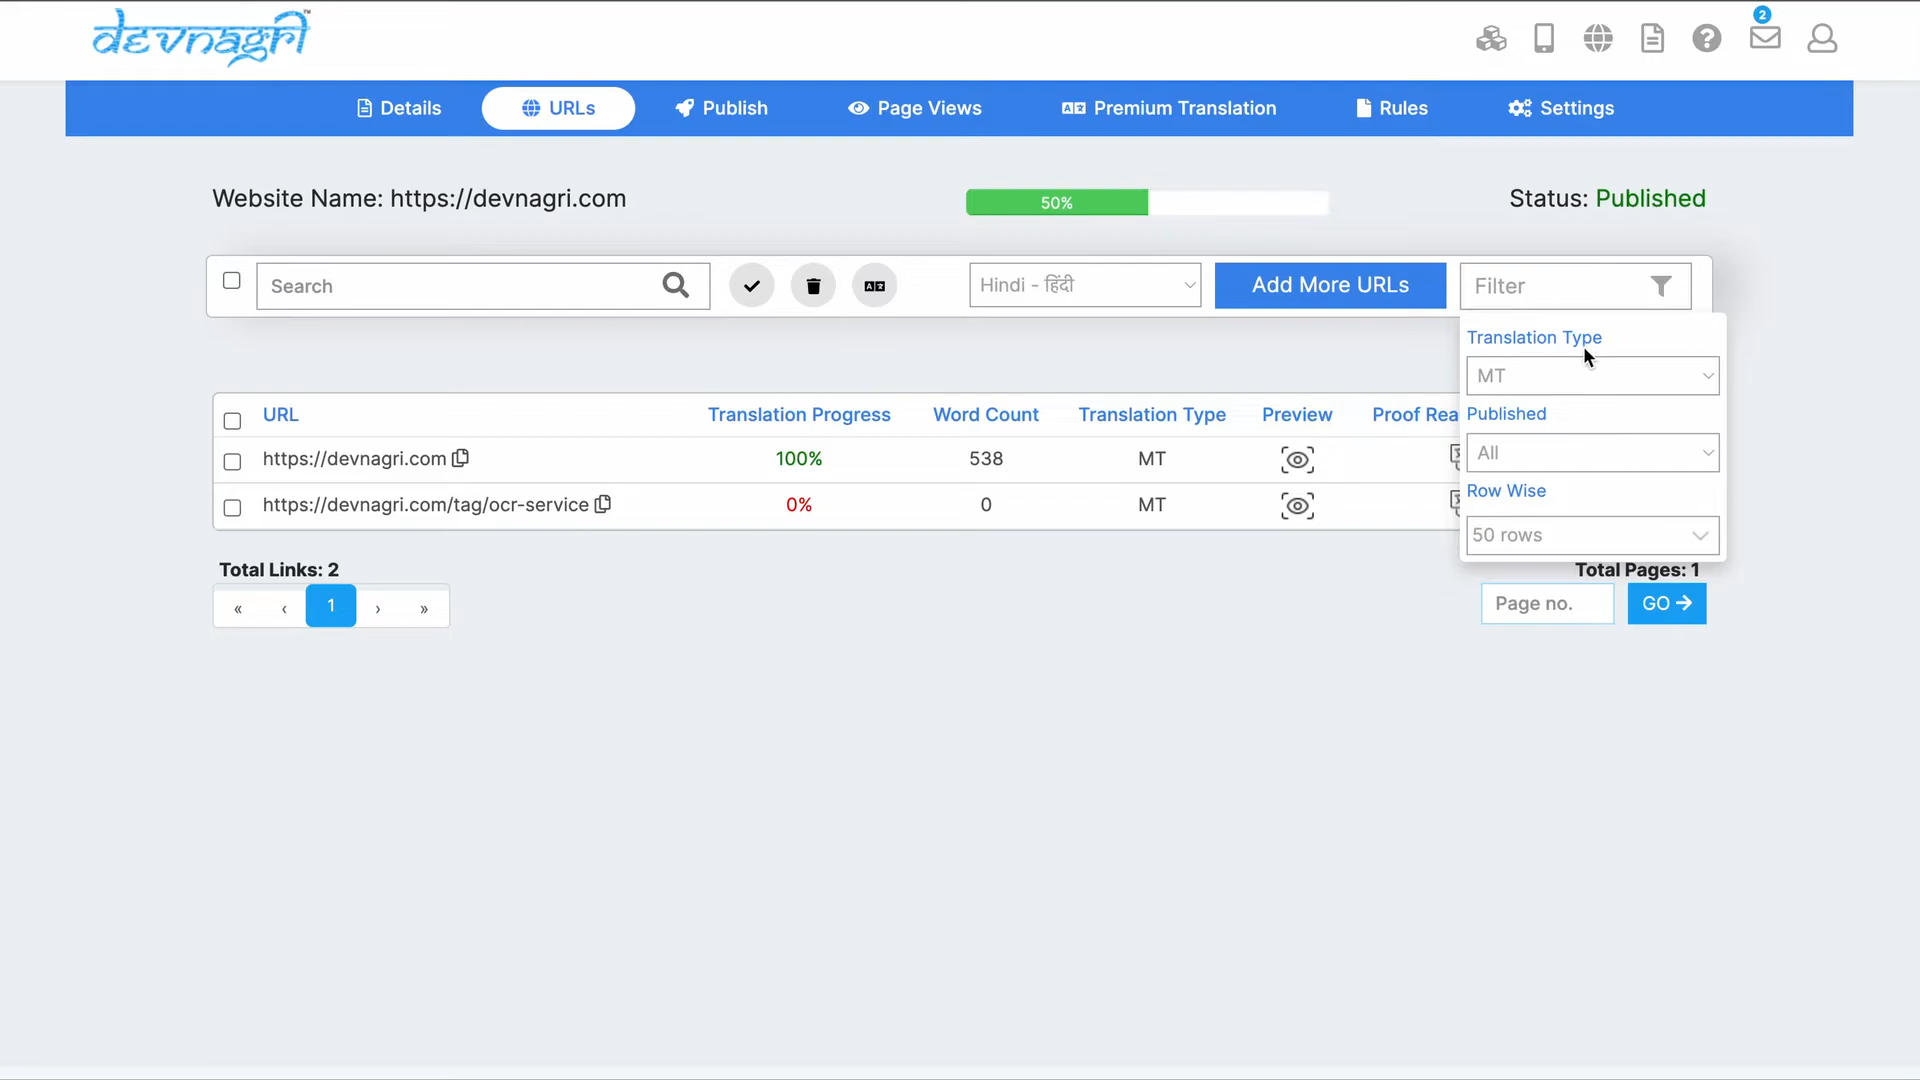 devnagri
TM
2
Details
URLs
Publish
Page Views
Premium Translation
Rules
Settings
Website Name: https://devnagri.com
50%
Status: Published
Search
Hindi - हिंदी
Add More URLs
Filter
Translation Type
MT
Published
All
Row Wise
50 rows
URL Translation Progress Word Count Translation Type Preview Proof Rea
https://devnagri.com 100% 538 MT
https://devnagri.com/tag/ocr-service 0% 0 MT
Total Links: 2
Total Pages: 1
« ‹ 1 › »
Page no.
GO →